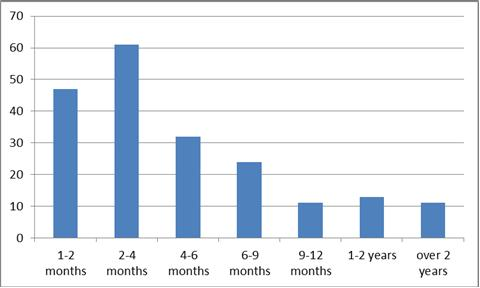 70
60
50
40
30
20
10
0
1-2 months
2-4 months
4-6 months
6-9 months
9-12 months
1-2 years
over 2 years